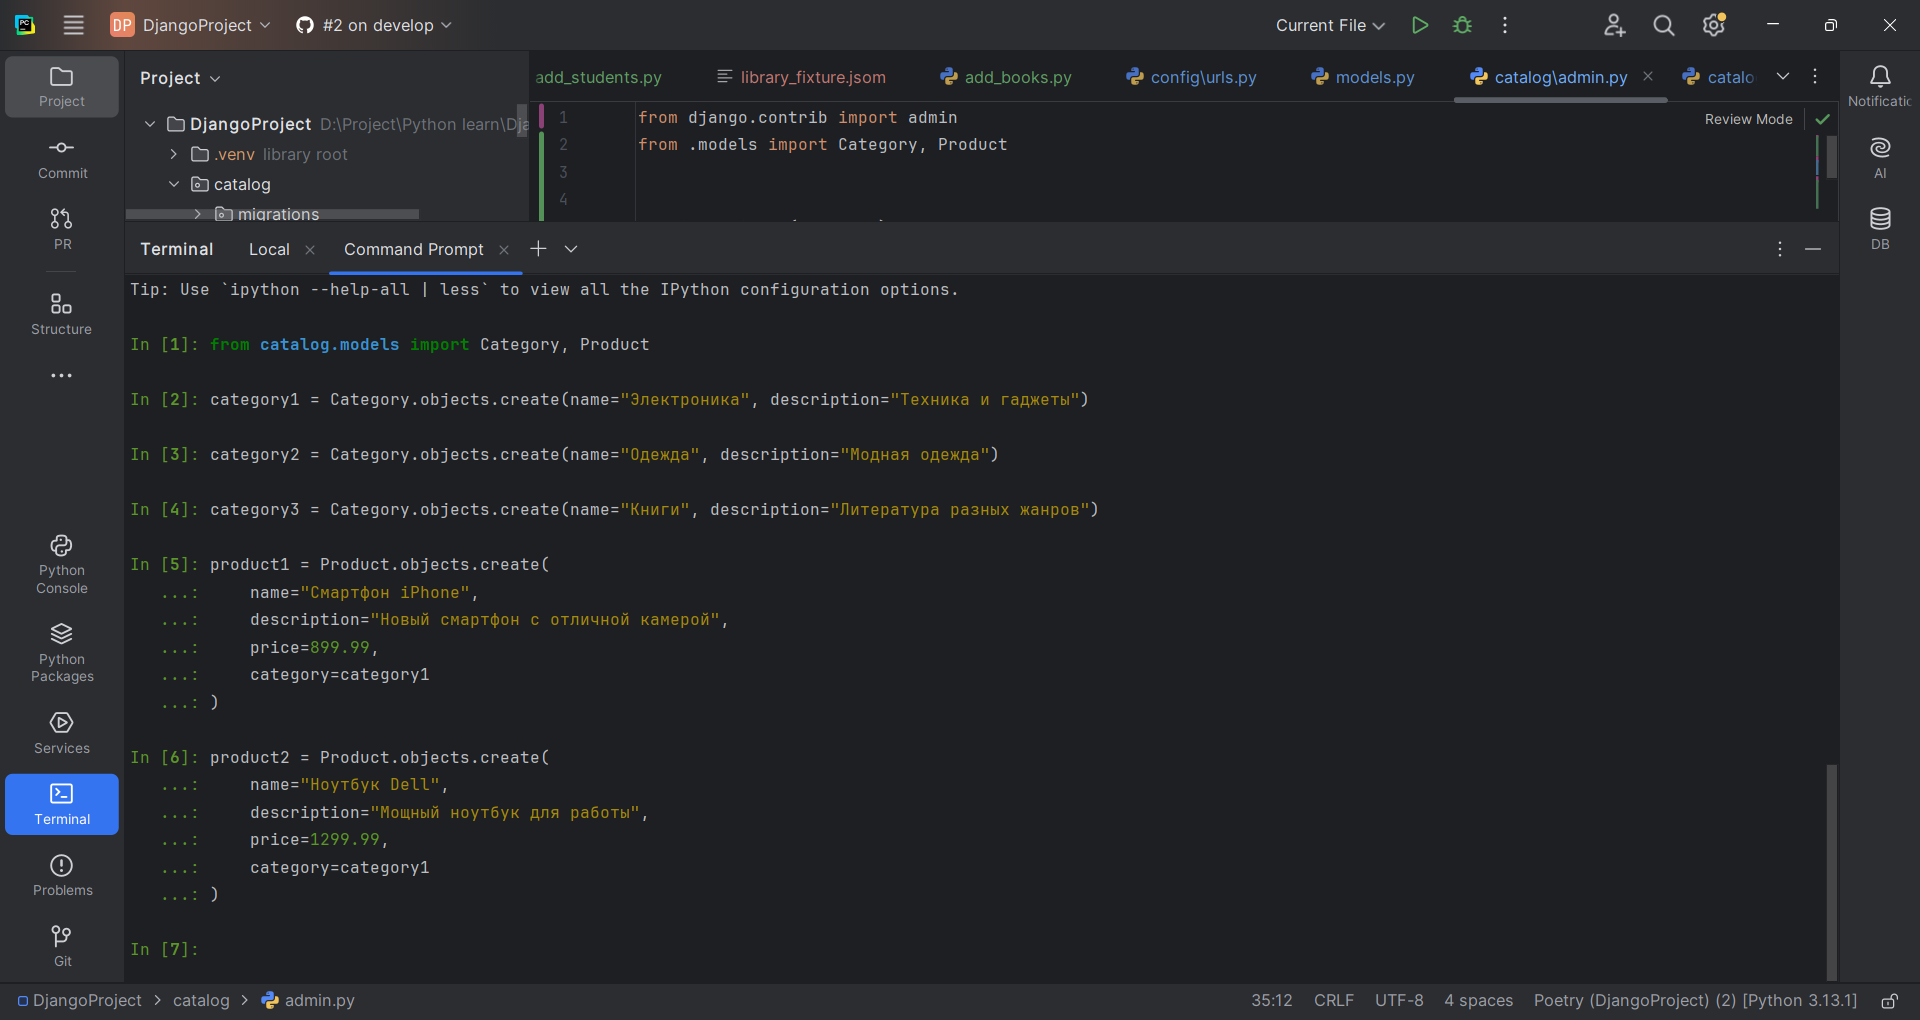 DP DjangoProject #2 on develop Current File
Project
add_students.py library_fixture.jsom add_books.py config\urls.py models.py catalog\admin.py catalo
Project
Notificatio
DjangoProject D:\Project\Python learn\Dja
1 from django.contrib import admin
Review Mode
2 from .models import Category, Product
.venv library root
3
catalog
4
migrations
Commit
AI
PR
DB
Terminal Local Command Prompt
Structure
Tip: Use `ipython --help-all | less` to view all the IPython configuration options.
In [1]: from catalog.models import Category, Product
In [2]: category1 = Category.objects.create(name="Электроника", description="Техника и гаджеты")
In [3]: category2 = Category.objects.create(name="Одежда", description="Модная одежда")
In [4]: category3 = Category.objects.create(name="Книги", description="Литература разных жанров")
In [5]: product1 = Product.objects.create(
...: name="Смартфон iPhone",
...: description="Новый смартфон с отличной камерой",
...: price=899.99,
...: category=category1
...: )
In [6]: product2 = Product.objects.create(
...: name="Ноутбук Dell",
...: description="Мощный ноутбук для работы",
...: price=1299.99,
...: category=category1
...: )
In [7]:
Python
Console
Python
Packages
Services
Terminal
Problems
Git
DjangoProject > catalog > admin.py
35:12 CRLF UTF-8 4 spaces Poetry (DjangoProject) (2) [Python 3.13.1]